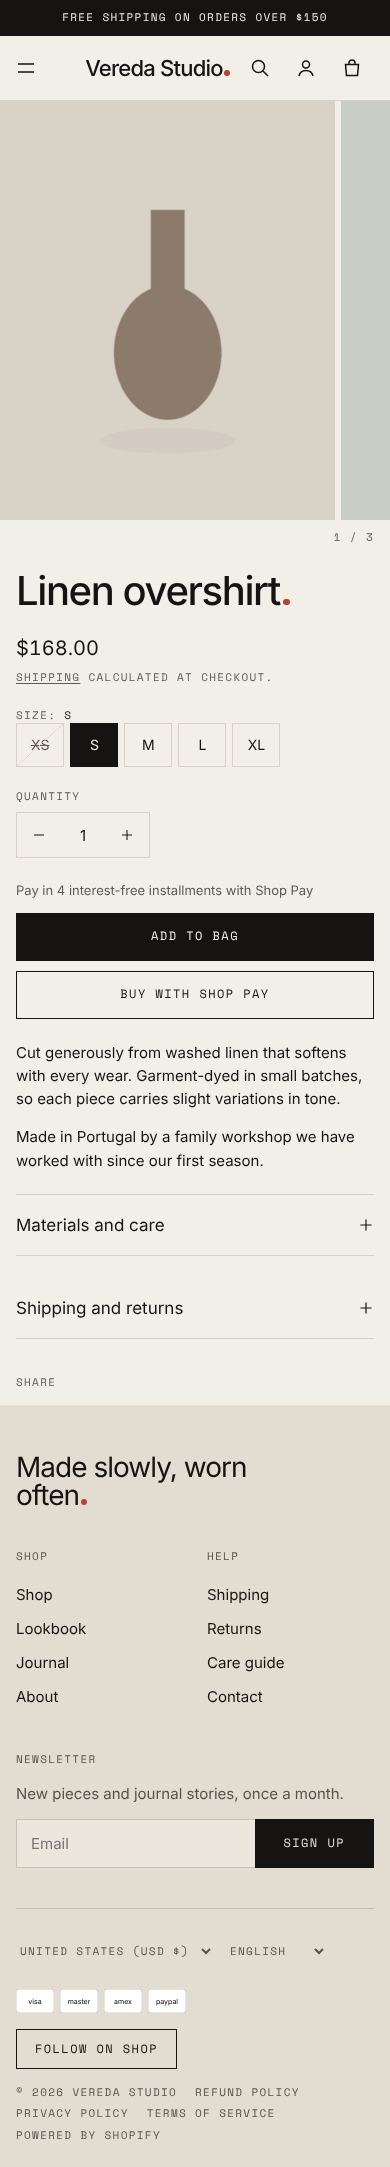 FREE SHIPPING ON ORDERS OVER $150
Vereda Studio.
1 / 3
Linen overshirt.
$168.00
SHIPPING CALCULATED AT CHECKOUT.
SIZE: S
XS S M L XL
QUANTITY
− 1 +
Pay in 4 interest-free installments with Shop Pay
ADD TO BAG
BUY WITH SHOP PAY
Cut generously from washed linen that softens
with every wear. Garment-dyed in small batches,
so each piece carries slight variations in tone.
Made in Portugal by a family workshop we have
worked with since our first season.
Materials and care +
Shipping and returns +
SHARE
Made slowly, worn
often.
SHOP HELP
Shop Shipping
Lookbook Returns
Journal Care guide
About Contact
NEWSLETTER
New pieces and journal stories, once a month.
Email SIGN UP
UNITED STATES (USD $) ENGLISH
visa master amex paypal
FOLLOW ON SHOP
© 2026 VEREDA STUDIO REFUND POLICY
PRIVACY POLICY TERMS OF SERVICE
POWERED BY SHOPIFY